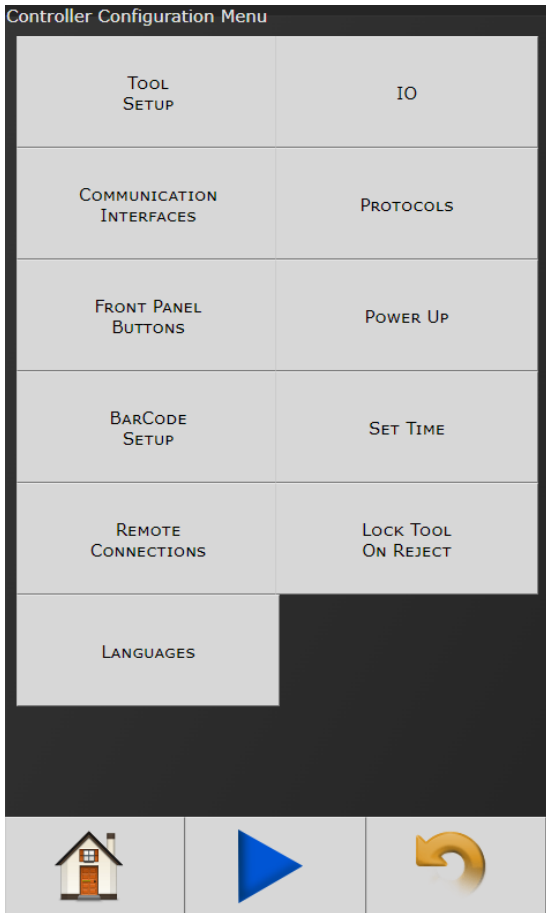 Controller Configuration Menu
Tool
Setup
IO
Communication
Interfaces
Protocols
Front Panel
Buttons
Power Up
BarCode
Setup
Set Time
Remote
Connections
Lock Tool
On Reject
Languages